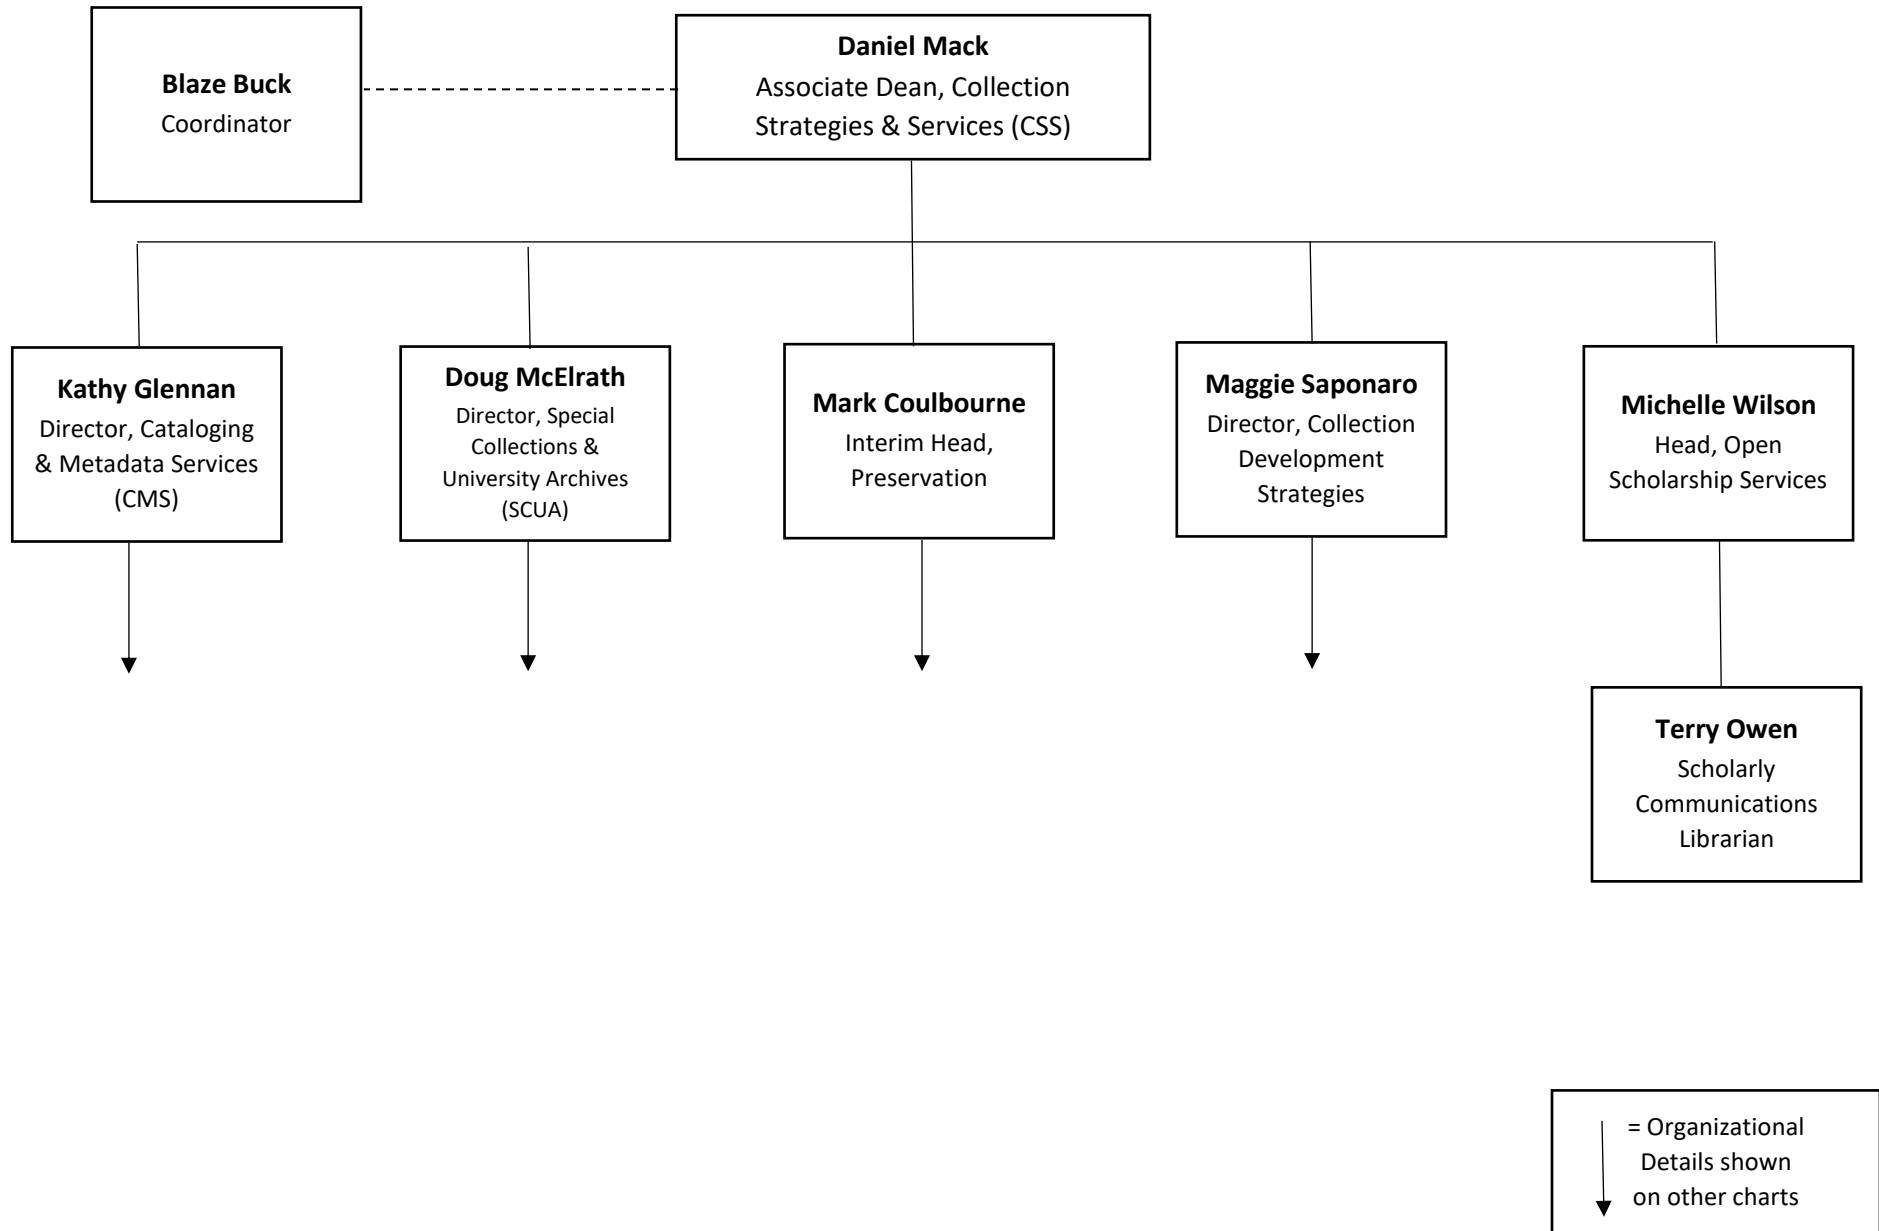 Blaze Buck
Coordinator
Daniel Mack
Associate Dean, Collection
Strategies & Services (CSS)
Kathy Glennan
Director, Cataloging
& Metadata Services
(CMS)
Doug McElrath
Director, Special
Collections &
University Archives
(SCUA)
Mark Coulbourne
Interim Head,
Preservation
Maggie Saponaro
Director, Collection
Development
Strategies
Michelle Wilson
Head, Open
Scholarship Services
Terry Owen
Scholarly
Communications
Librarian
= Organizational
Details shown
on other charts